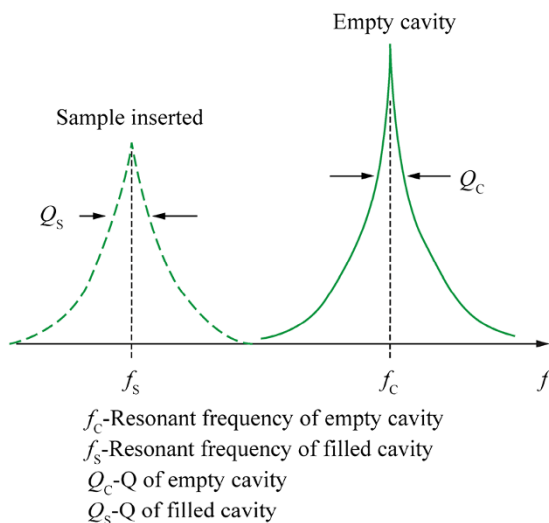 Empty cavity
Sample inserted
Q_C
Q_S
f_S
f_C
f
f_C-Resonant frequency of empty cavity
f_S-Resonant frequency of filled cavity
Q_C-Q of empty cavity
Q_S-Q of filled cavity